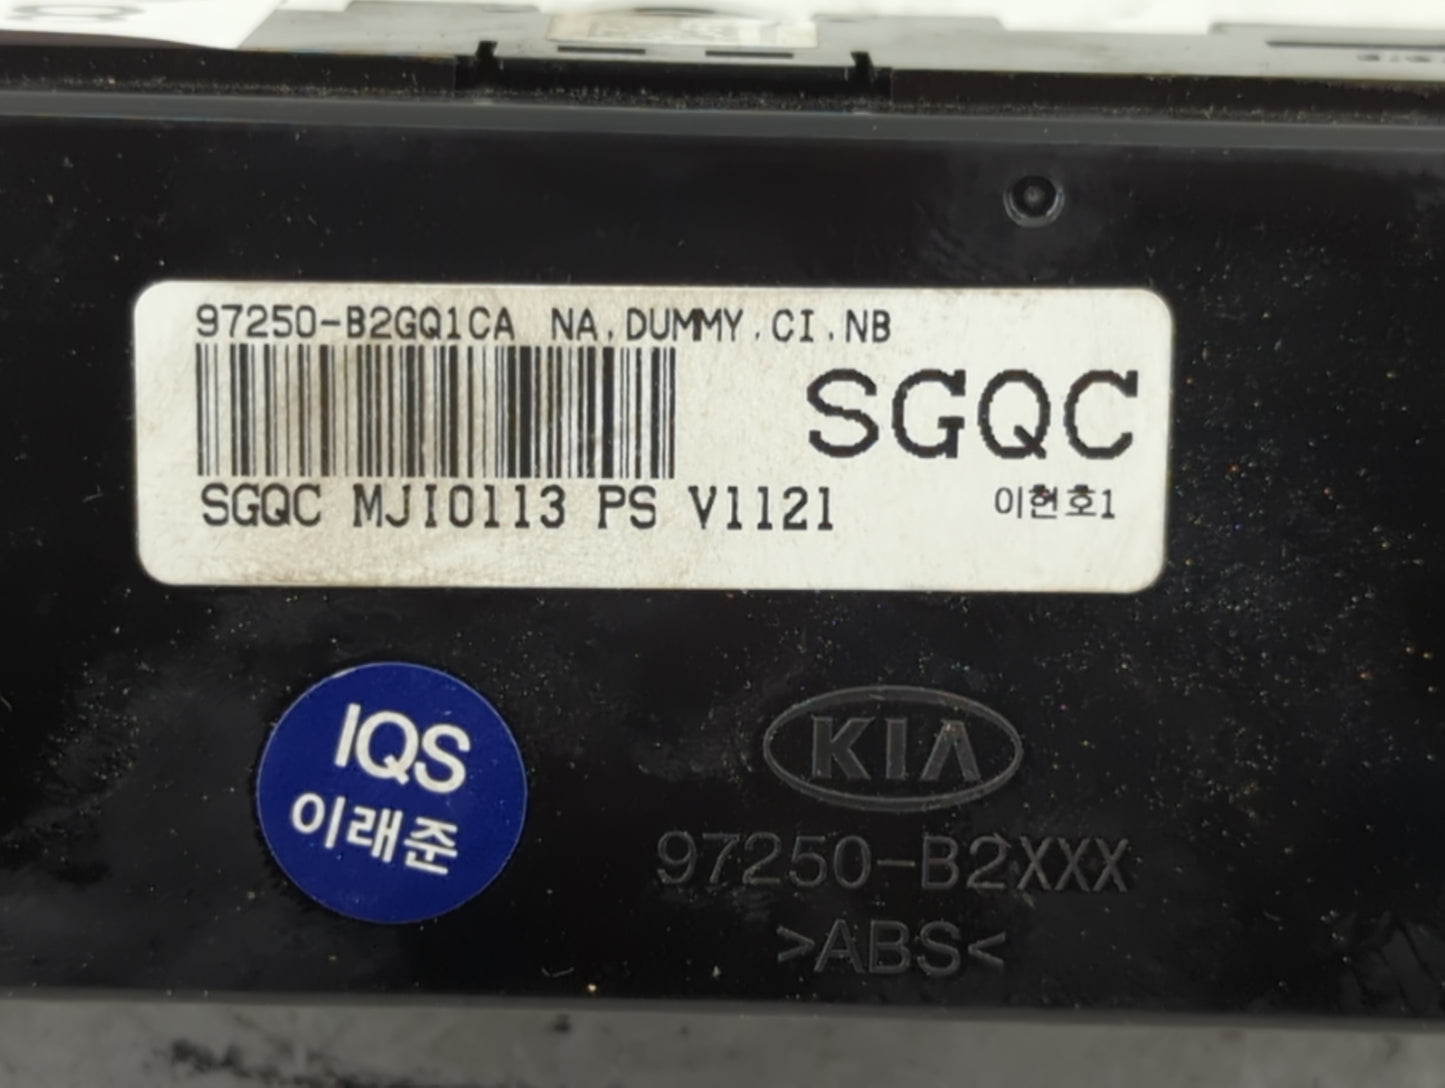 97250-B2GQ1CA NA.DUMMY.CI.NB
SGQC
SGQC MJI0113 PS V1121
이현호1
IQS
이래준
KIA
97250-B2XXX
>ABS<